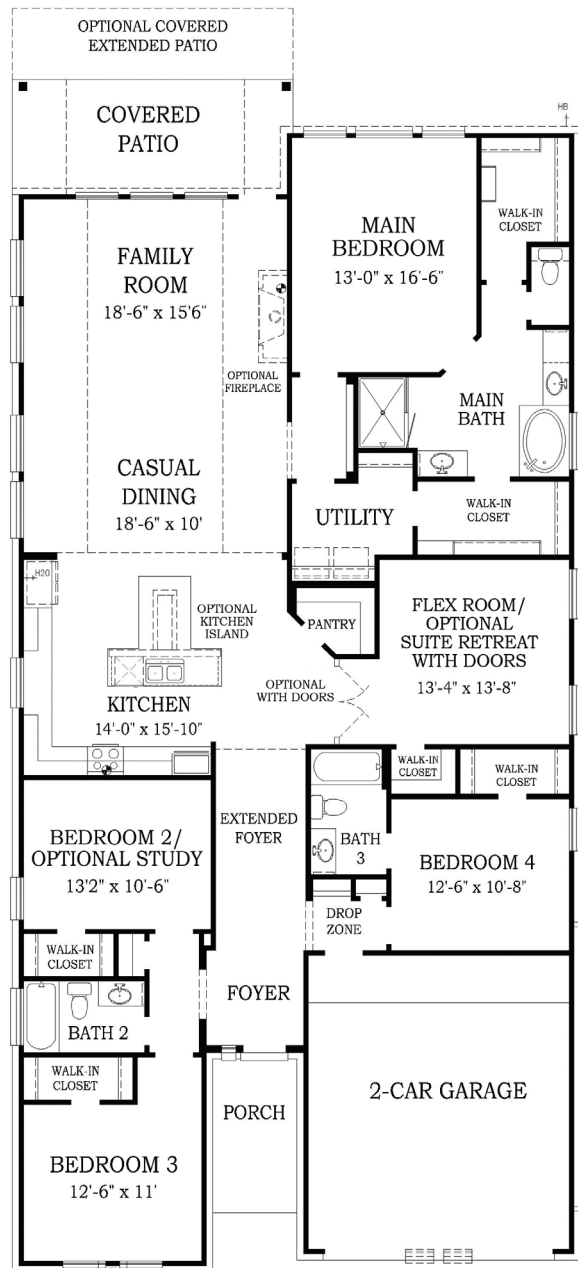 OPTIONAL COVERED
EXTENDED PATIO
COVERED
PATIO
HB
FAMILY
ROOM
18'-6" x 15'6"
MAIN
BEDROOM
13'-0" x 16'-6"
WALK-IN
CLOSET
OPTIONAL
FIREPLACE
MAIN
BATH
CASUAL
DINING
18'-6" x 10'
UTILITY
WALK-IN
CLOSET
H20
OPTIONAL
KITCHEN
ISLAND
PANTRY
FLEX ROOM/
OPTIONAL
SUITE RETREAT
WITH DOORS
13'-4" x 13'-8"
OPTIONAL
WITH DOORS
KITCHEN
14'-0" x 15'-10"
WALK-IN
CLOSET
WALK-IN
CLOSET
EXTENDED
FOYER
BEDROOM 2/
OPTIONAL STUDY
13'2" x 10'-6"
BATH
3
BEDROOM 4
12'-6" x 10'-8"
DROP
ZONE
WALK-IN
CLOSET
FOYER
BATH 2
WALK-IN
CLOSET
PORCH
2-CAR GARAGE
BEDROOM 3
12'-6" x 11'